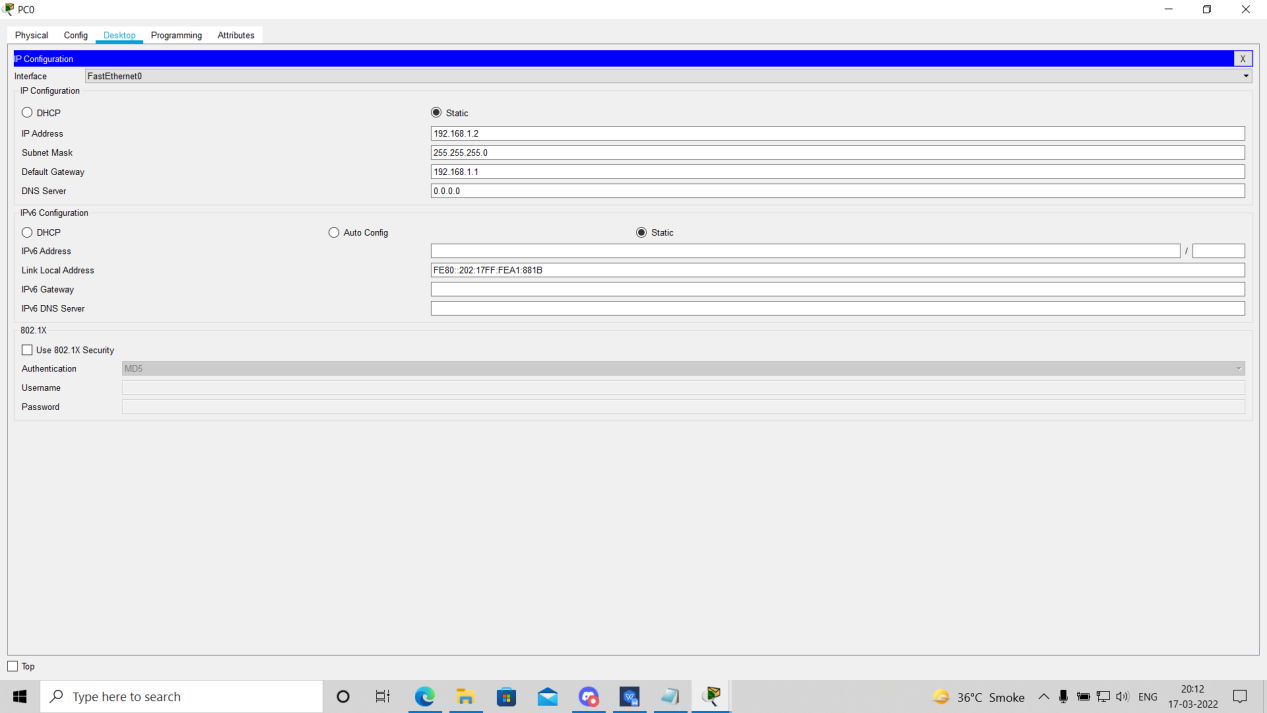 PC0
Physical Config Desktop Programming Attributes
IP Configuration X
Interface FastEthernet0
IP Configuration
DHCP Static
IP Address 192.168.1.2
Subnet Mask 255.255.255.0
Default Gateway 192.168.1.1
DNS Server 0.0.0.0
IPv6 Configuration
DHCP Auto Config Static
IPv6 Address /
Link Local Address FE80::202:17FF:FEA1:881B
IPv6 Gateway
IPv6 DNS Server
802.1X
Use 802.1X Security
Authentication MD5
Username
Password
Top
Type here to search 36°C Smoke ENG 20:12
17-03-2022